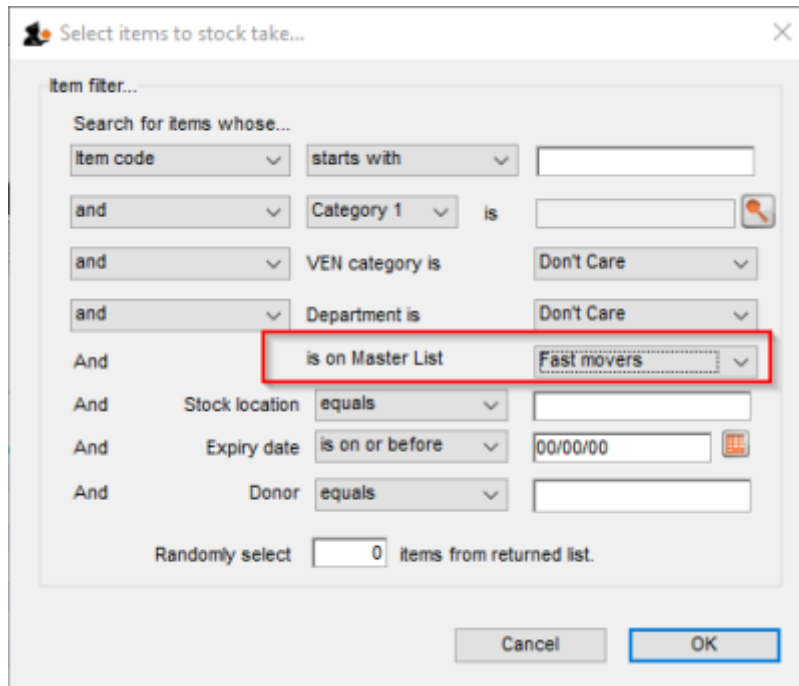 Select items to stock take...
Item filter...
Search for items whose...
Item code starts with
and Category 1 is
and VEN category is Don't Care
and Department is Don't Care
And is on Master List Fast movers
And Stock location equals
And Expiry date is on or before 00/00/00
And Donor equals
Randomly select 0 items from returned list.
Cancel OK